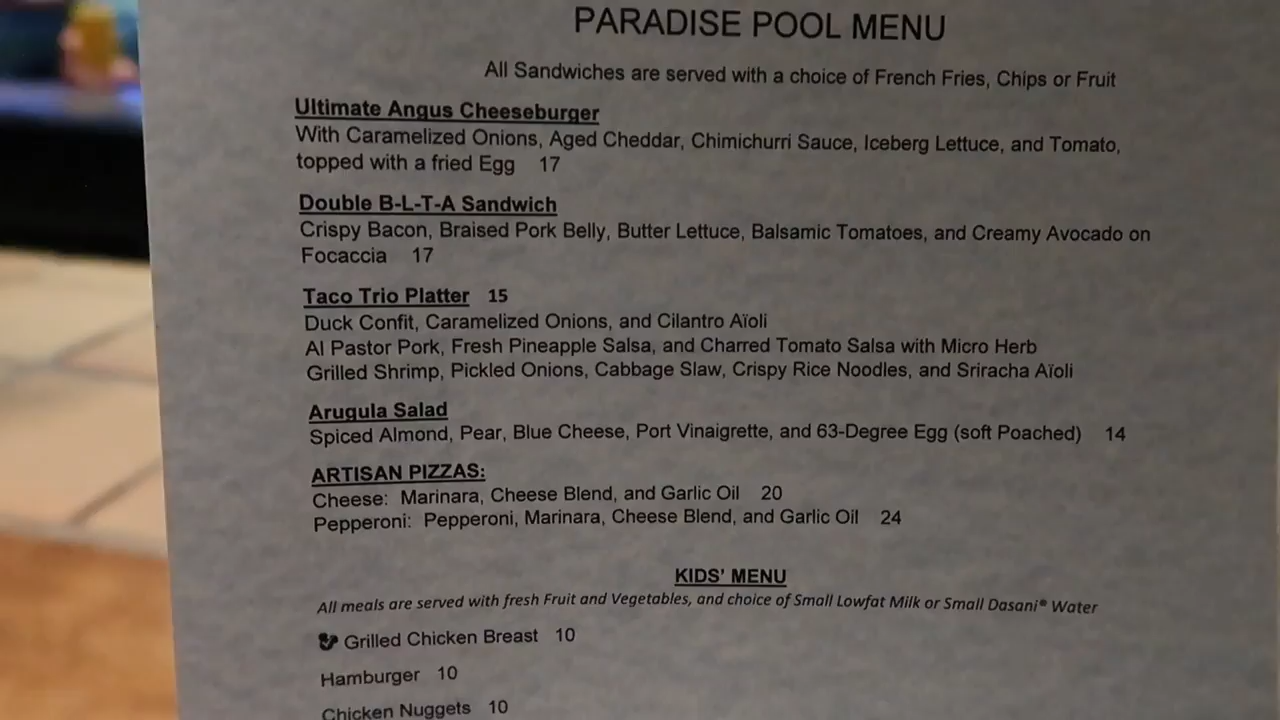 PARADISE POOL MENU
All Sandwiches are served with a choice of French Fries, Chips or Fruit
Ultimate Angus Cheeseburger
With Caramelized Onions, Aged Cheddar, Chimichurri Sauce, Iceberg Lettuce, and Tomato,
topped with a fried Egg 17
Double B-L-T-A Sandwich
Crispy Bacon, Braised Pork Belly, Butter Lettuce, Balsamic Tomatoes, and Creamy Avocado on
Focaccia 17
Taco Trio Platter 15
Duck Confit, Caramelized Onions, and Cilantro Aïoli
Al Pastor Pork, Fresh Pineapple Salsa, and Charred Tomato Salsa with Micro Herb
Grilled Shrimp, Pickled Onions, Cabbage Slaw, Crispy Rice Noodles, and Sriracha Aïoli
Arugula Salad
Spiced Almond, Pear, Blue Cheese, Port Vinaigrette, and 63-Degree Egg (soft Poached) 14
ARTISAN PIZZAS:
Cheese: Marinara, Cheese Blend, and Garlic Oil 20
Pepperoni: Pepperoni, Marinara, Cheese Blend, and Garlic Oil 24
KIDS' MENU
All meals are served with fresh Fruit and Vegetables, and choice of Small Lowfat Milk or Small Dasani® Water
Grilled Chicken Breast 10
Hamburger 10
Chicken Nuggets 10